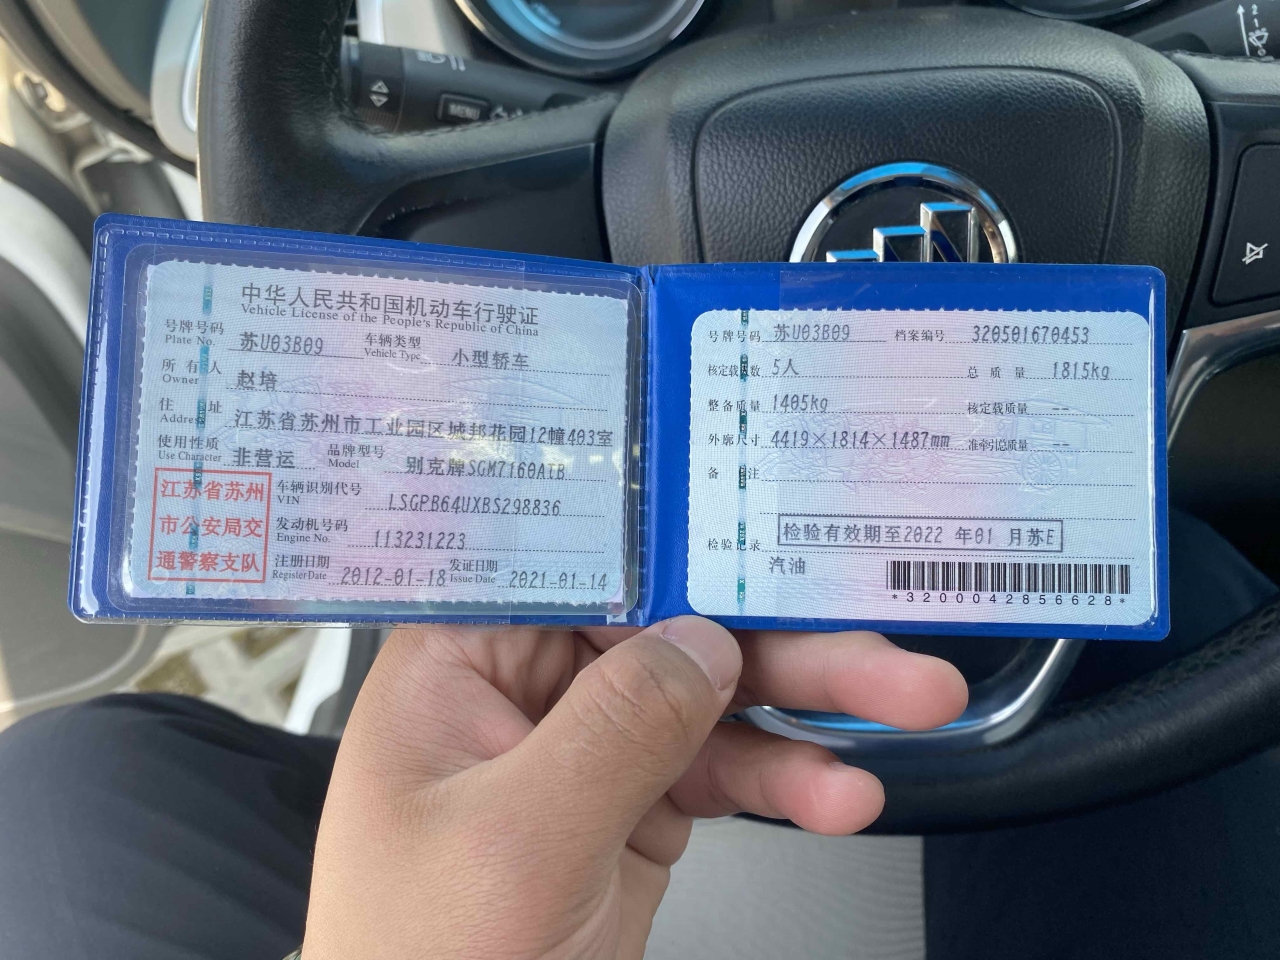 中华人民共和国机动车行驶证
Vehicle License of the People's Republic of China
号牌号码 苏U03B09 车辆类型 小型轿车
Plate No. Vehicle Type
所有人 赵培
Owner
住址 江苏省苏州市工业园区城邦花园12幢403室
Address
使用性质 非营运 品牌型号 别克牌SGM7160ATB
Use Character Model
江苏省苏州
市公安局交
通警察支队
车辆识别代号 LSGPB64UXBS298836
VIN
发动机号码 113231223
Engine No.
注册日期 2012-01-18 发证日期 2021-01-14
Register Date Issue Date
号牌号码 苏U03B09 档案编号 320501670453
核定载人数 5人 总质量 1815kg
整备质量 1405kg 核定载质量 --
外廓尺寸 4419×1814×1487mm 准牵引总质量 --
备注
检验记录 检验有效期至2022年01月苏E
汽油
*3200042856628*
MENU